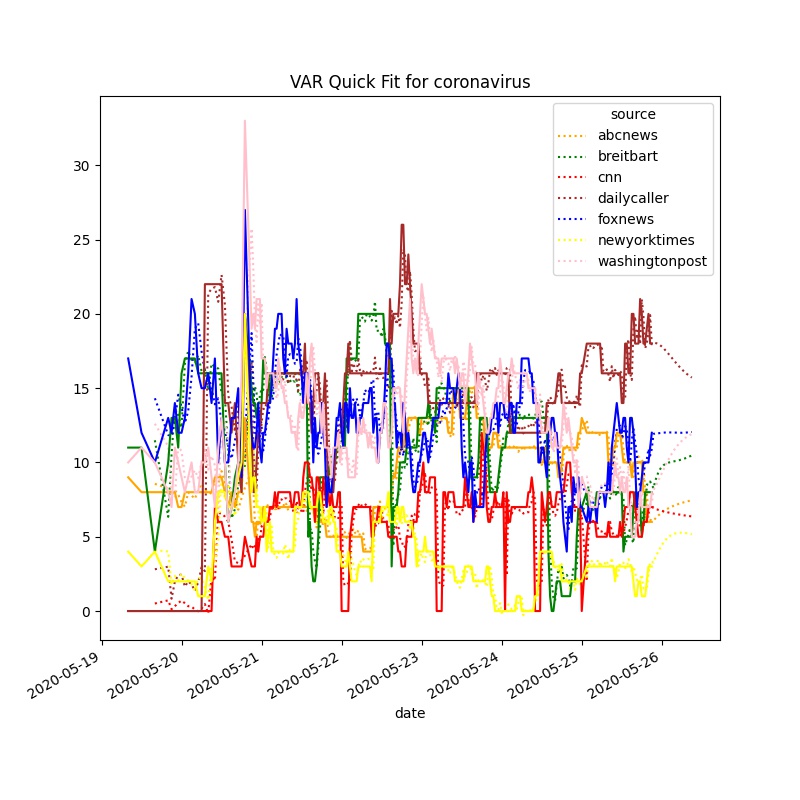 VAR Quick Fit for coronavirus
source
abcnews
breitbart
cnn
dailycaller
foxnews
newyorktimes
washingtonpost
30
25
20
15
10
5
0
2020-05-19
2020-05-20
2020-05-21
2020-05-22
2020-05-23
2020-05-24
2020-05-25
2020-05-26
date